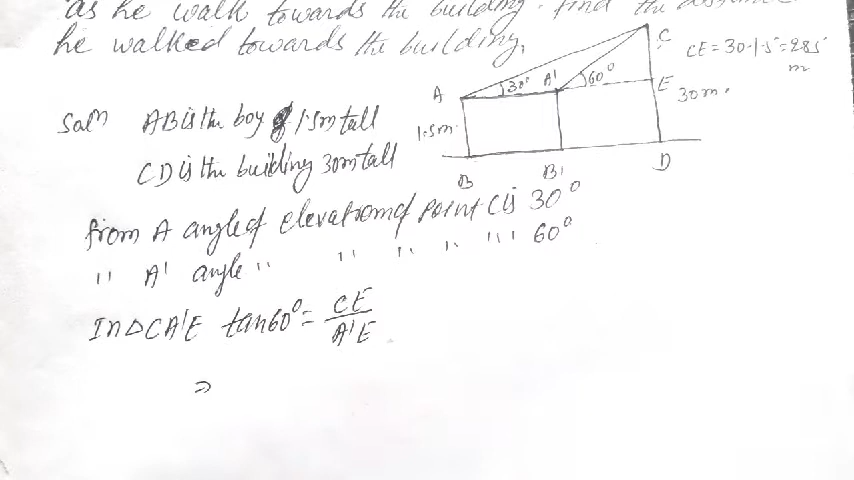 as he walk towards the building. find the
he walked towards the building.
C
CE = 30-1.5 = 28.5
m
A 30° A' 60° E 30m.
Soln AB is the boy of 1.5m tall
1.5m.
CD is the building 30m tall
B B' D
from A angle of elevation of point C is 30°
" A' angle " " " " " " 60°
In △CA'E tan60° = CE / A'E
⇒